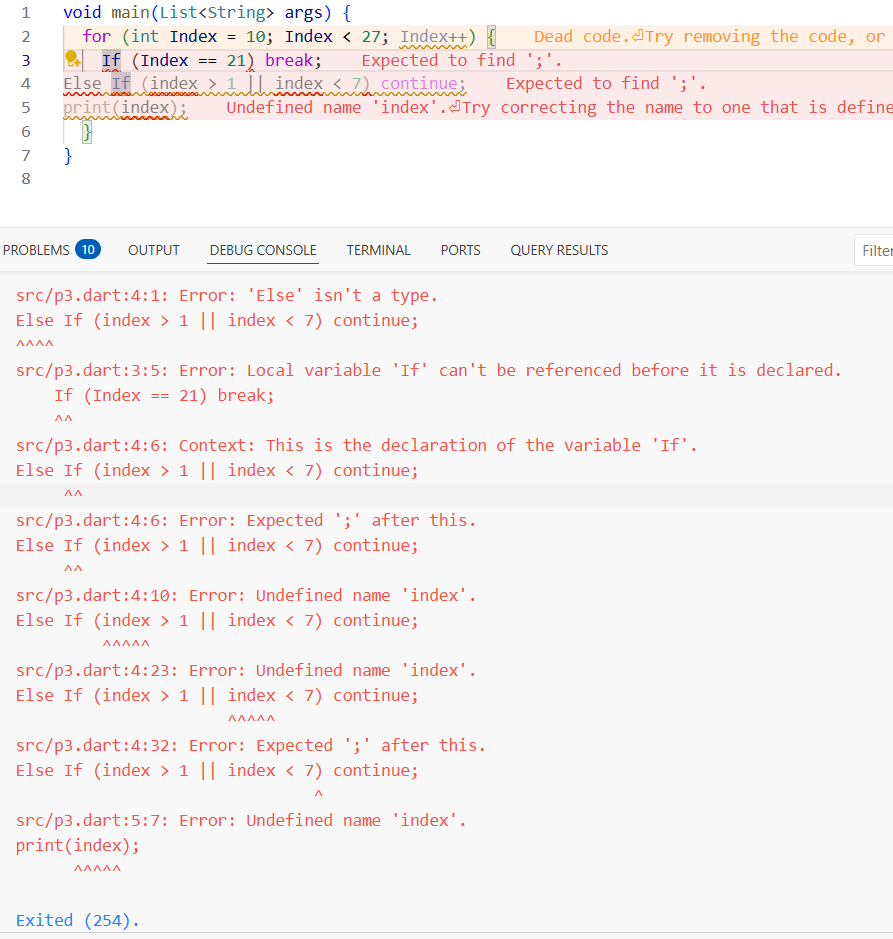 1 void main(List<String> args) {
2 for (int Index = 10; Index < 27; Index++) { Dead code.⏎Try removing the code, or
3 If (Index == 21) break; Expected to find ';'.
4 Else If (index > 1 || index < 7) continue; Expected to find ';'.
5 print(index); Undefined name 'index'.⏎Try correcting the name to one that is define
6 }
7 }
8
PROBLEMS 10 OUTPUT DEBUG CONSOLE TERMINAL PORTS QUERY RESULTS Filter
src/p3.dart:4:1: Error: 'Else' isn't a type.
Else If (index > 1 || index < 7) continue;
^^^^
src/p3.dart:3:5: Error: Local variable 'If' can't be referenced before it is declared.
If (Index == 21) break;
^^
src/p3.dart:4:6: Context: This is the declaration of the variable 'If'.
Else If (index > 1 || index < 7) continue;
^^
src/p3.dart:4:6: Error: Expected ';' after this.
Else If (index > 1 || index < 7) continue;
^^
src/p3.dart:4:10: Error: Undefined name 'index'.
Else If (index > 1 || index < 7) continue;
^^^^^
src/p3.dart:4:23: Error: Undefined name 'index'.
Else If (index > 1 || index < 7) continue;
^^^^^
src/p3.dart:4:32: Error: Expected ';' after this.
Else If (index > 1 || index < 7) continue;
^
src/p3.dart:5:7: Error: Undefined name 'index'.
print(index);
^^^^^
Exited (254).